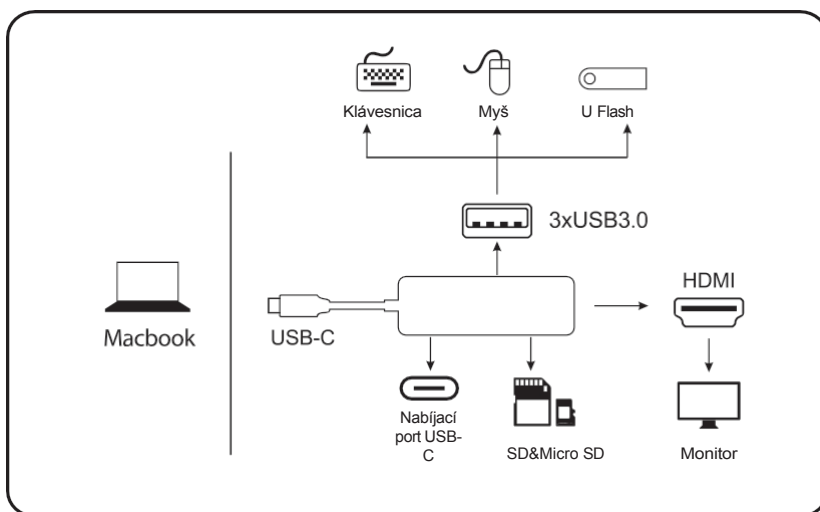 Klávesnica
Myš
U Flash
3xUSB3.0
HDMI
Macbook
USB-C
Nabíjací
port USB-
C
SD&Micro SD
Monitor